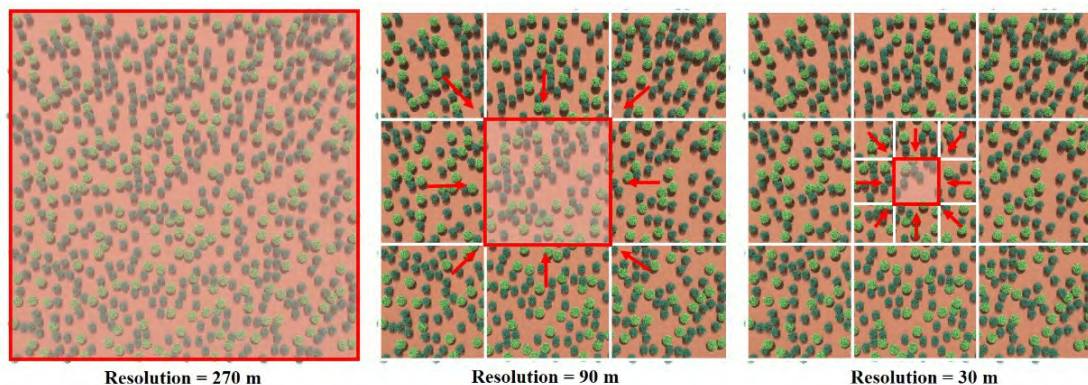 Resolution = 270 m
Resolution = 90 m
Resolution = 30 m